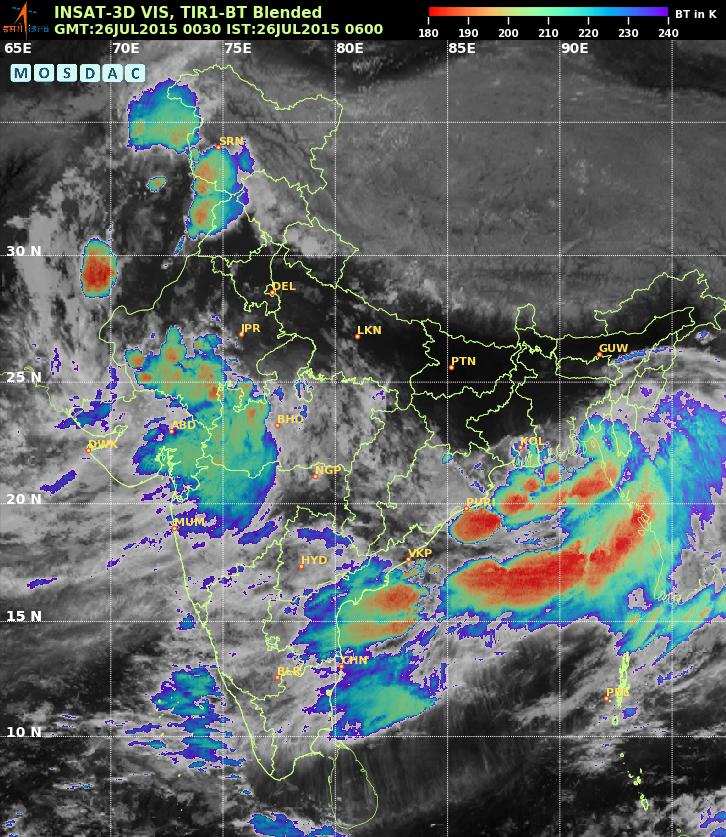 INSAT-3D VIS, TIR1-BT Blended
GMT:26JUL2015 0030 IST:26JUL2015 0600
BT in K
180 190 200 210 220 230 240
65E 70E 75E 80E 85E 90E
MOSDAC
SRN
30 N
DEL
JPR LKN
GUW
PTN
25 N
ABD BHO
DWK KOL
NGP
20 N
PURI
MUM
HYD VKP
15 N
BLR CHN
PBL
10 N